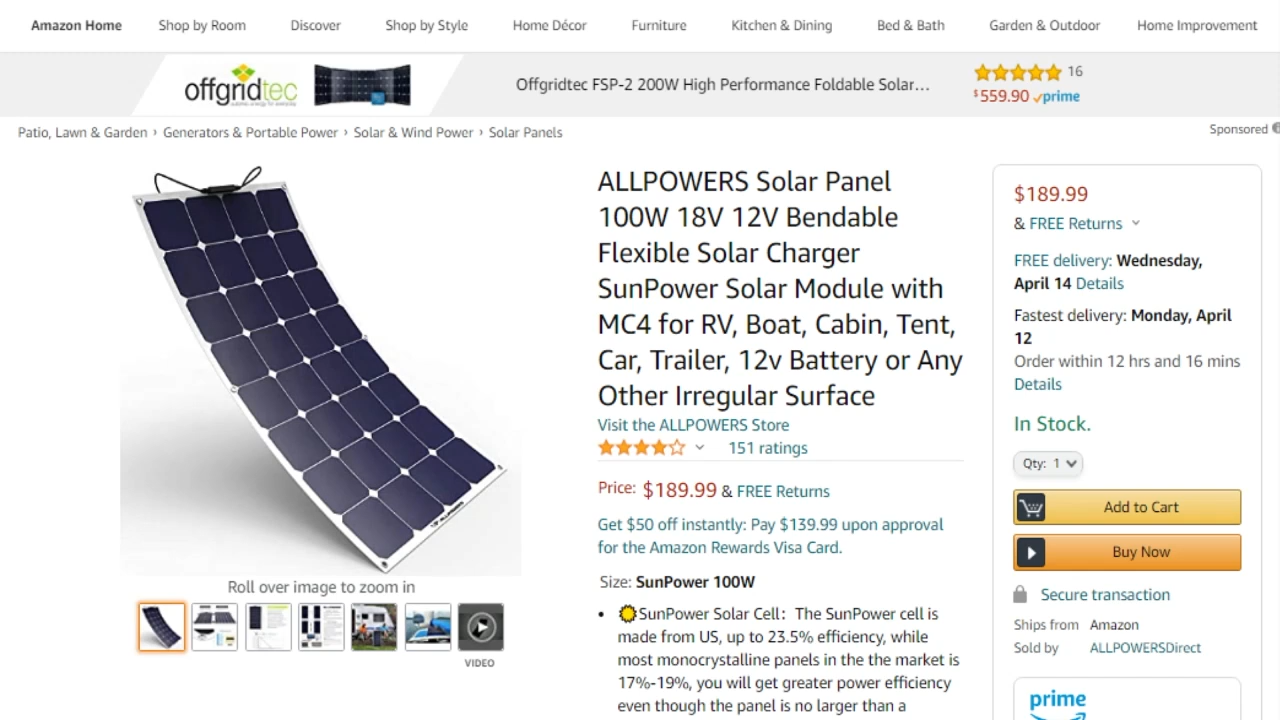 Amazon Home Shop by Room Discover Shop by Style Home Décor Furniture Kitchen & Dining Bed & Bath Garden & Outdoor Home Improvement
offgridtec
Offgridtec FSP-2 200W High Performance Foldable Solar...
16
$559.90 prime
Patio, Lawn & Garden › Generators & Portable Power › Solar & Wind Power › Solar Panels
Sponsored
ALLPOWERS
Roll over image to zoom in
VIDEO
ALLPOWERS Solar Panel
100W 18V 12V Bendable
Flexible Solar Charger
SunPower Solar Module with
MC4 for RV, Boat, Cabin, Tent,
Car, Trailer, 12v Battery or Any
Other Irregular Surface
Visit the ALLPOWERS Store
151 ratings
Price: $189.99 & FREE Returns
Get $50 off instantly: Pay $139.99 upon approval
for the Amazon Rewards Visa Card.
Size: SunPower 100W
• SunPower Solar Cell: The SunPower cell is
made from US, up to 23.5% efficiency, while
most monocrystalline panels in the the market is
17%-19%, you will get greater power efficiency
even though the panel is no larger than a
$189.99
& FREE Returns
FREE delivery: Wednesday,
April 14 Details
Fastest delivery: Monday, April
12
Order within 12 hrs and 16 mins
Details
In Stock.
Qty: 1
Add to Cart
Buy Now
Secure transaction
Ships from Amazon
Sold by ALLPOWERSDirect
prime